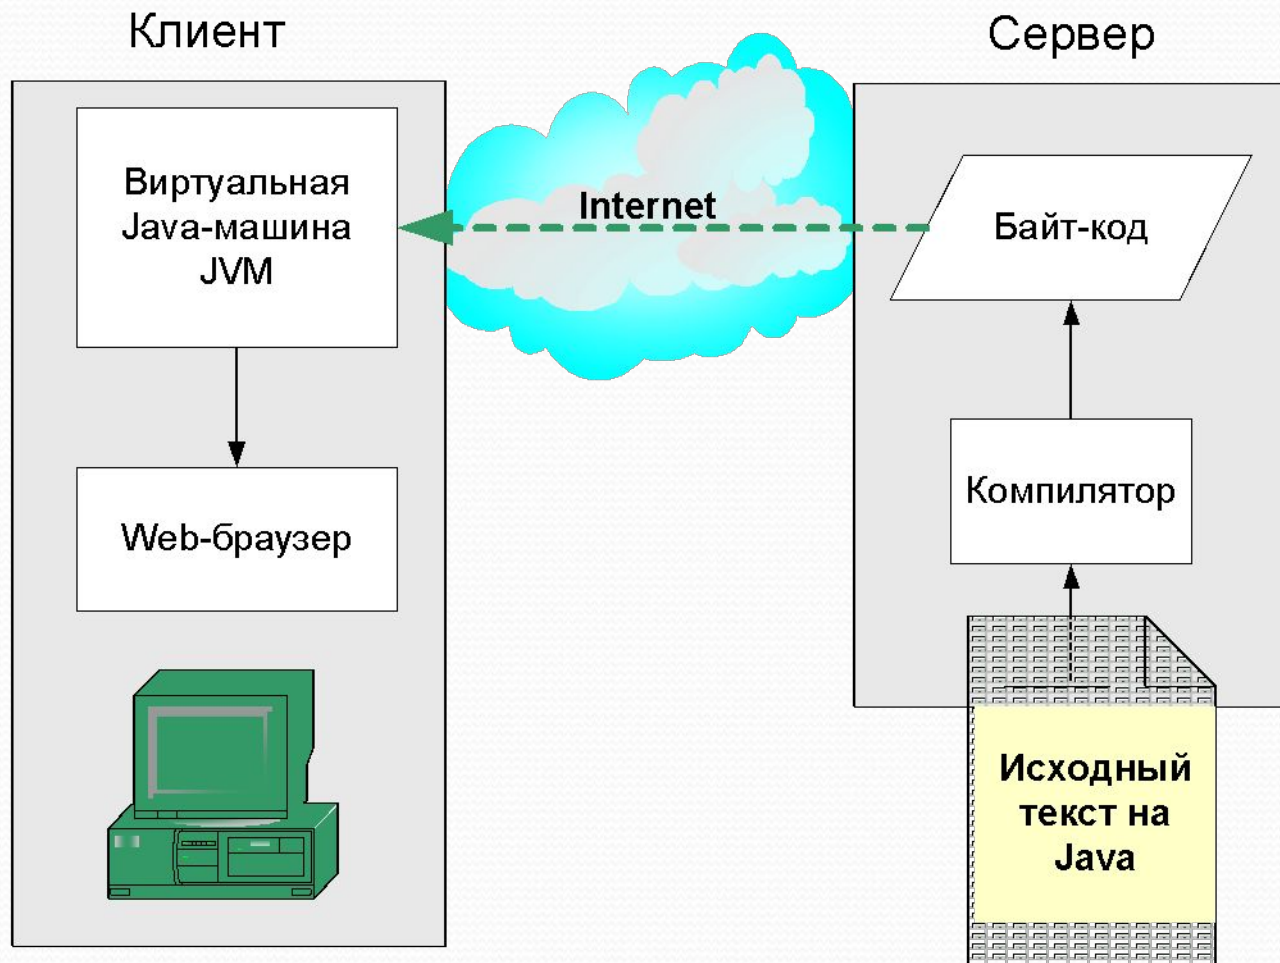 Клиент
Сервер
Виртуальная
Java-машина
JVM
Internet
Байт-код
Web-браузер
Компилятор
Исходный
текст на
Java